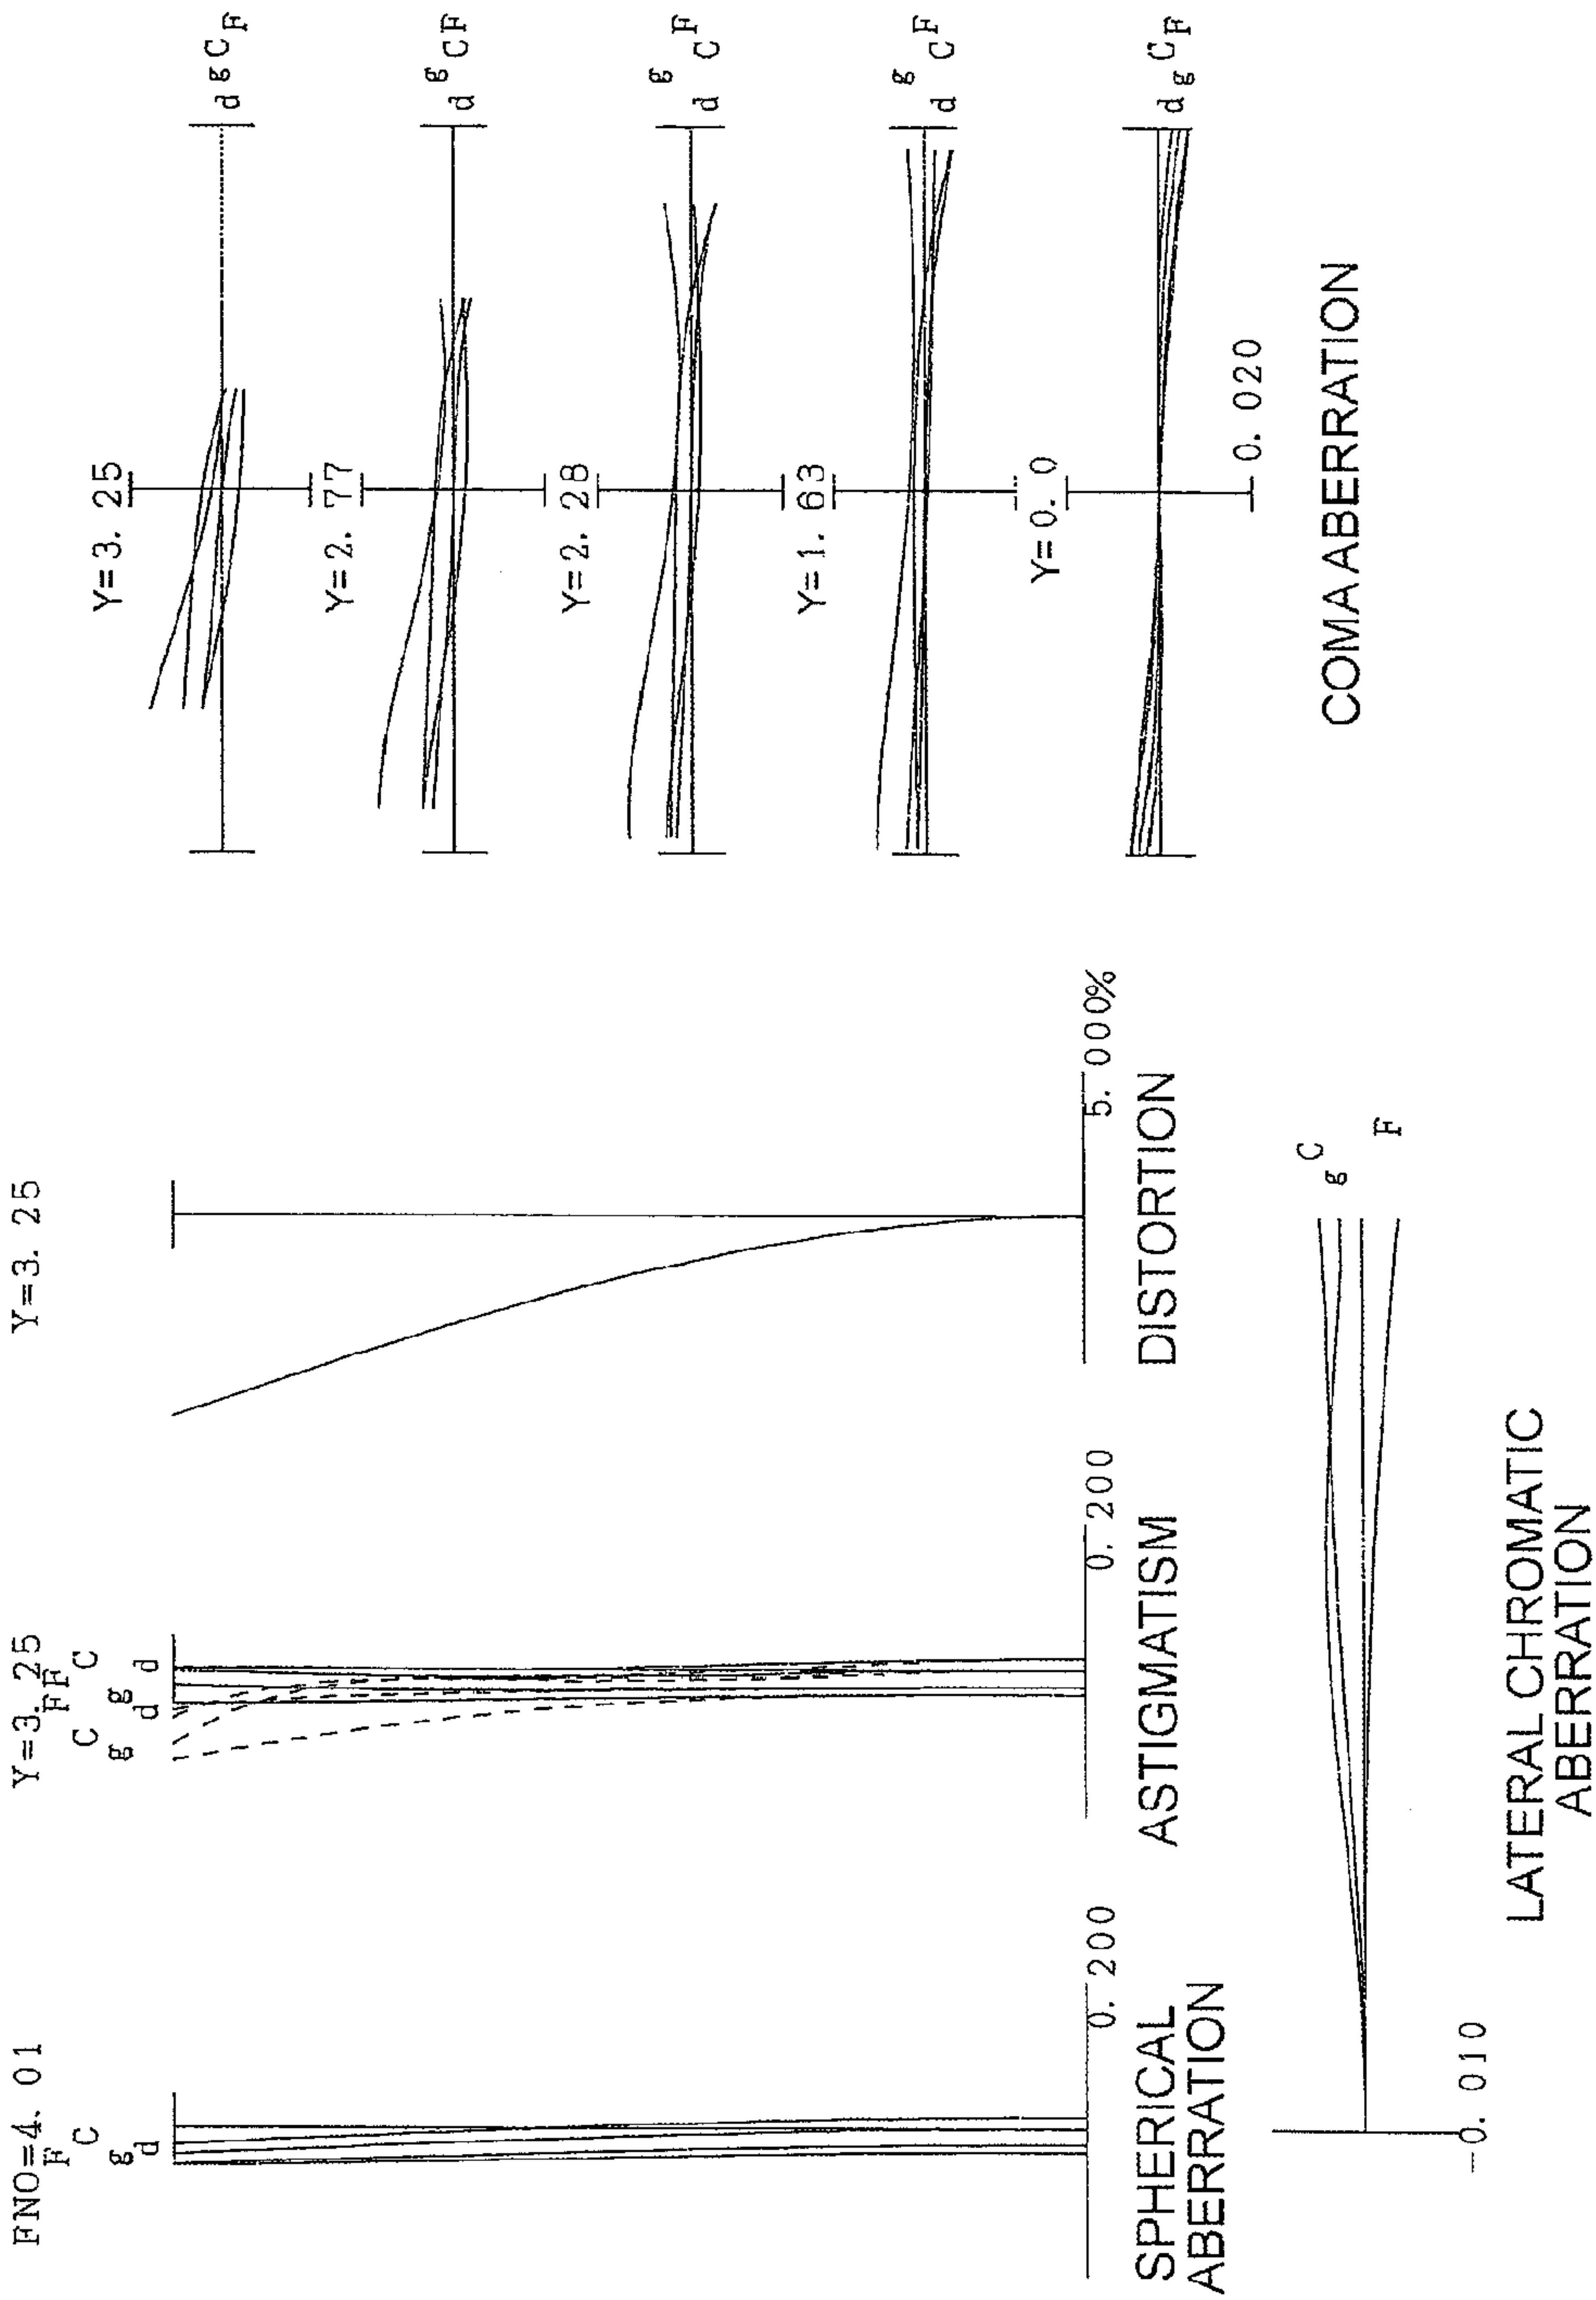 FNO=4.01
F
C
g
d
0.200
SPHERICAL
ABERRATION
Y=3.25
F F
C
C
g
d
g
d
0.200
ASTIGMATISM
Y=3.25
5.000%
DISTORTION
Y=3.25
d g C F
Y=2.77
d g C F
Y=2.28
d g C F
Y=1.63
d g C F
Y=0.0
d g C F
0.020
COMA ABERRATION
C
g
F
-0.010
LATERAL CHROMATIC
ABERRATION